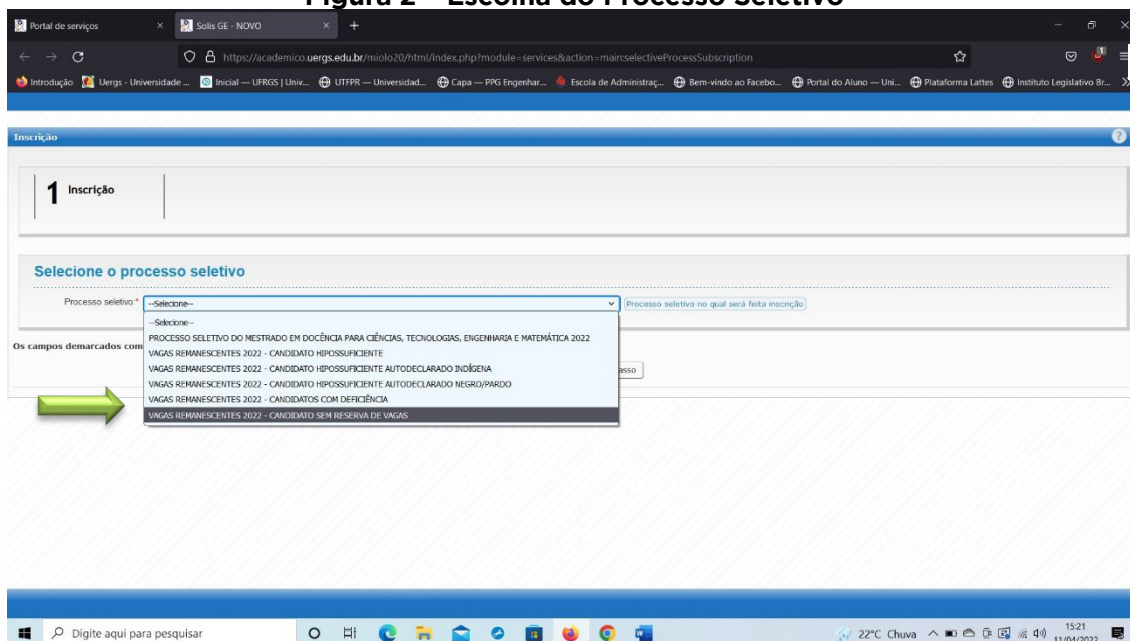 Figura 2 – Escolha do Processo Seletivo
Portal de serviços
Solis GE - NOVO
https://academico.uergs.edu.br/miolo20/html/index.php?module=services&action=main:selectiveProcessSubscription
Introdução
Uergs - Universidade ...
Inicial — UFRGS | Univ...
UTFPR — Universidad...
Capa — PPG Engenhar...
Escola de Administraç...
Bem-vindo ao Facebo...
Portal do Aluno — Uni...
Plataforma Lattes
Instituto Legislativo Br...
Inscrição
1 Inscrição
Selecione o processo seletivo
Processo seletivo * --Selecione-- Processo seletivo no qual será feita inscrição
--Selecione--
PROCESSO SELETIVO DO MESTRADO EM DOCÊNCIA PARA CIÊNCIAS, TECNOLOGIAS, ENGENHARIA E MATEMÁTICA 2022
VAGAS REMANESCENTES 2022 - CANDIDATO HIPOSSUFICIENTE
VAGAS REMANESCENTES 2022 - CANDIDATO HIPOSSUFICIENTE AUTODECLARADO INDÍGENA
VAGAS REMANESCENTES 2022 - CANDIDATO HIPOSSUFICIENTE AUTODECLARADO NEGRO/PARDO
VAGAS REMANESCENTES 2022 - CANDIDATOS COM DEFICIÊNCIA
VAGAS REMANESCENTES 2022 - CANDIDATO SEM RESERVA DE VAGAS
Os campos demarcados com
asso
Digite aqui para pesquisar
22°C Chuva
15:21
11/04/2022